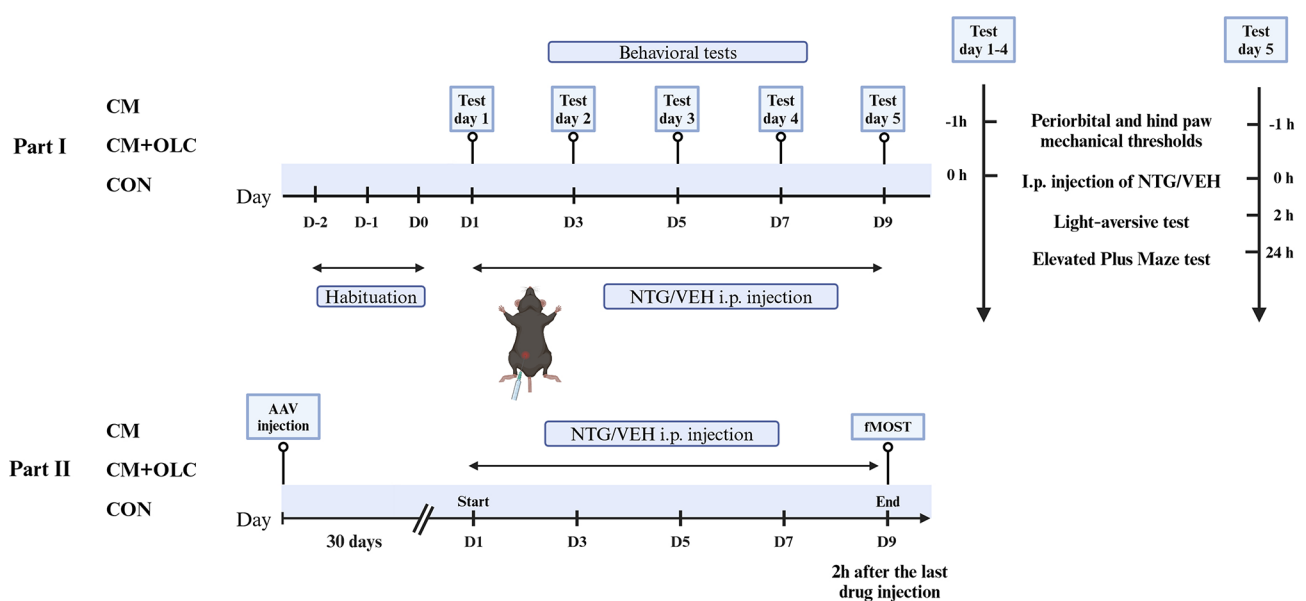 Behavioral tests
Test
day 1-4
Test
day 5
Part I
CM
CM+OLC
CON
Test
day 1
Test
day 2
Test
day 3
Test
day 4
Test
day 5
Day
D-2
D-1
D0
D1
D3
D5
D7
D9
Habituation
NTG/VEH i.p. injection
-1h
0 h
Periorbital and hind paw
mechanical thresholds
I.p. injection of NTG/VEH
Light-aversive test
Elevated Plus Maze test
-1 h
0 h
2 h
24 h
Part II
CM
CM+OLC
CON
AAV
injection
NTG/VEH i.p. injection
fMOST
Day
30 days
Start
End
D1
D3
D5
D7
D9
2h after the last
drug injection